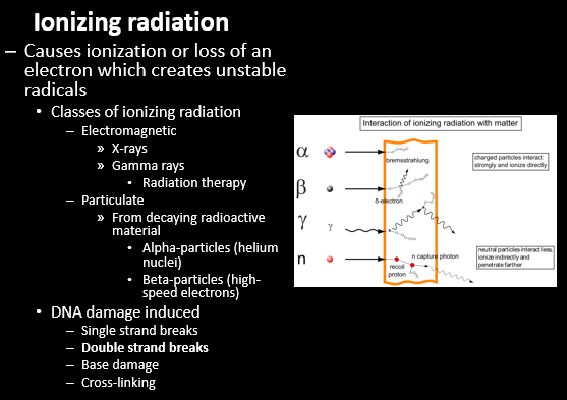 Ionizing radiation
– Causes ionization or loss of an
electron which creates unstable
radicals
• Classes of ionizing radiation
– Electromagnetic
» X-rays
» Gamma rays
• Radiation therapy
– Particulate
» From decaying radioactive
material
• Alpha-particles (helium
nuclei)
• Beta-particles (high-
speed electrons)
• DNA damage induced
– Single strand breaks
– Double strand breaks
– Base damage
– Cross-linking
Interaction of ionizing radiation with matter
α
bremsstrahlung:
charged particles interact:
strongly and ionize directly
β
δ-electron
γ
γ
n
n capture photon
recoil
proton
neutral particles interact less,
ionize indirectly and
penetrate farther